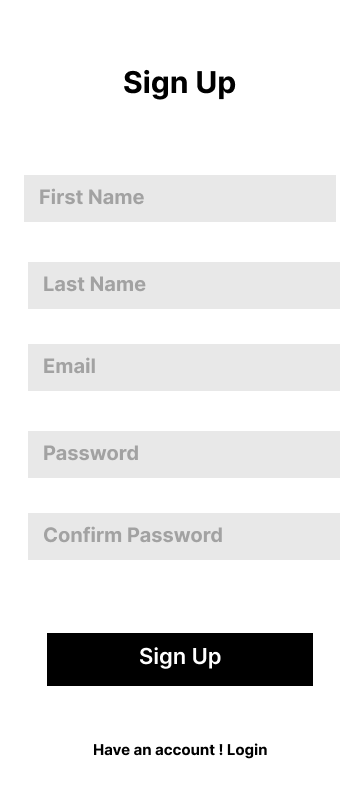 Sign Up
First Name
Last Name
Email
Password
Confirm Password
Sign Up
Have an account ! Login